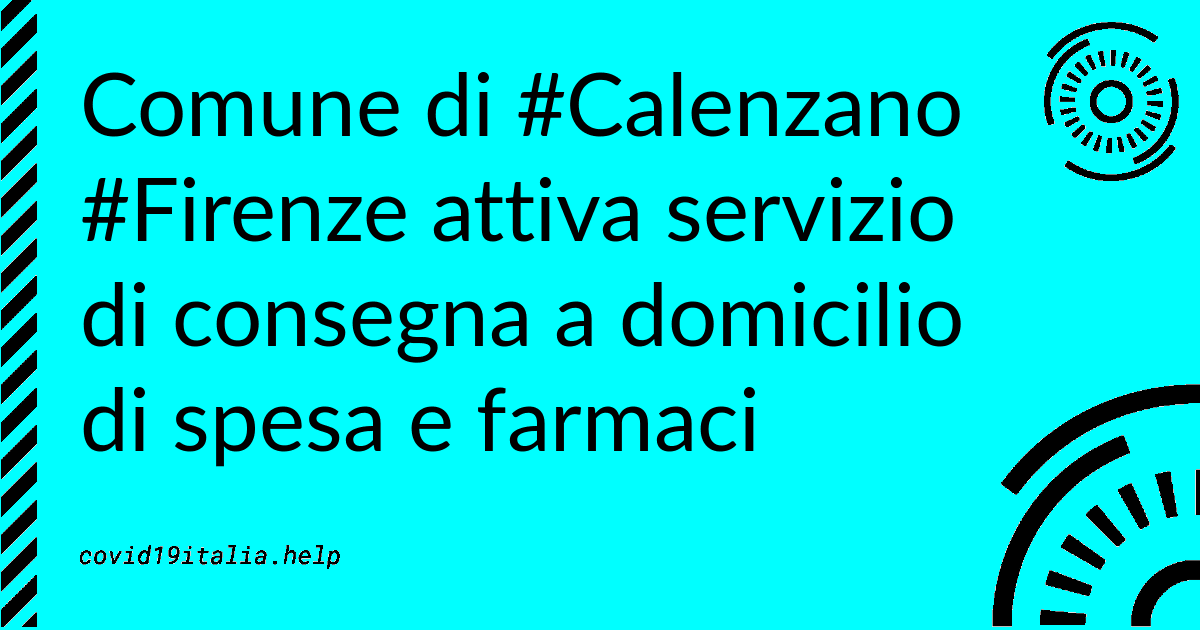 Comune di #Calenzano
#Firenze attiva servizio
di consegna a domicilio
di spesa e farmaci
covid19italia.help